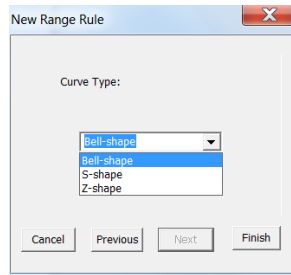 New Range Rule
X
Curve Type:
Bell-shape
Bell-shape
S-shape
Z-shape
Cancel Previous Next Finish